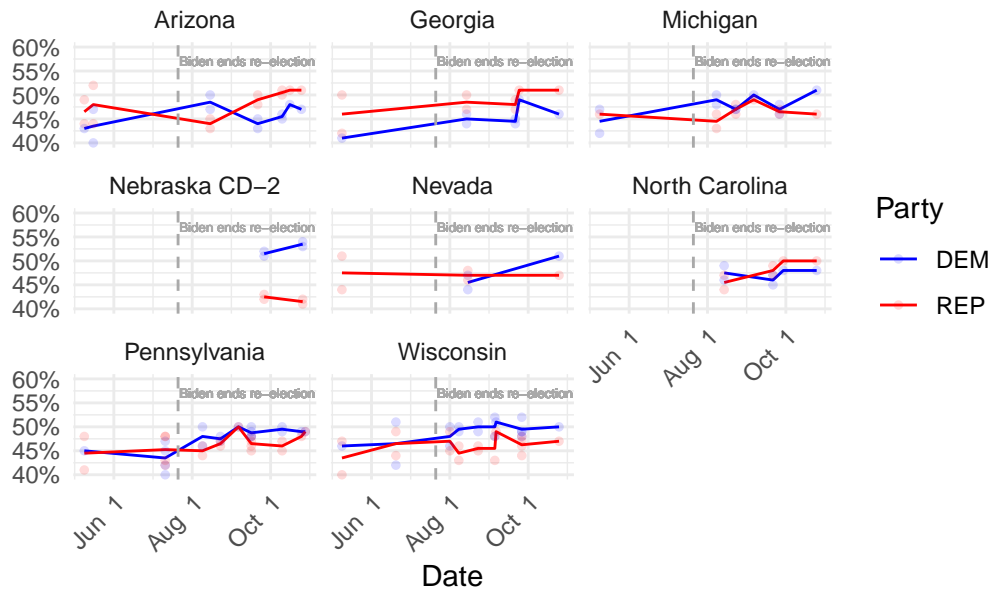 Arizona
Georgia
Michigan
60%
55%
50%
45%
40%
Biden ends re−election
Biden ends re−election
Biden ends re−election
Nebraska CD−2
Nevada
North Carolina
60%
55%
50%
45%
40%
Biden ends re−election
Biden ends re−election
Biden ends re−election
Jun 1
Aug 1
Oct 1
Pennsylvania
Wisconsin
60%
55%
50%
45%
40%
Biden ends re−election
Biden ends re−election
Jun 1
Aug 1
Oct 1
Jun 1
Aug 1
Oct 1
Date
Party
DEM
REP